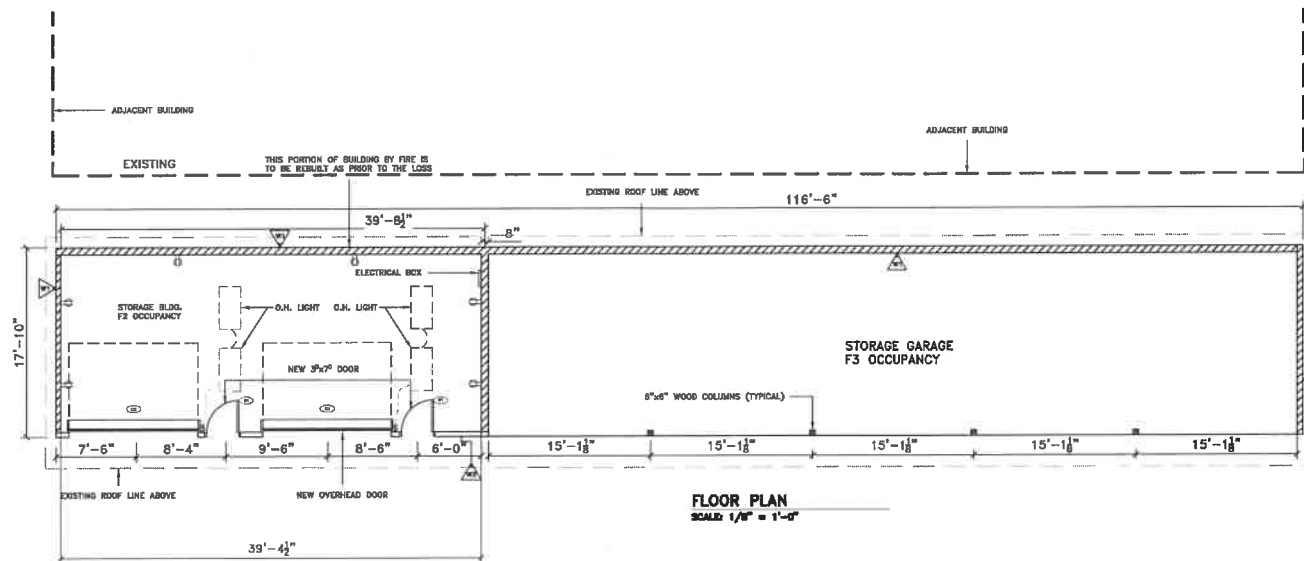 ADJACENT BUILDING
ADJACENT BUILDING
EXISTING
THIS PORTION OF BUILDING BY FIRE IS
TO BE REBUILT AS PRIOR TO THE LOSS
EXISTING ROOF LINE ABOVE
116'-6"
39'-8½"
8"
ELECTRICAL BOX
STORAGE BLDG.
F2 OCCUPANCY
O.H. LIGHT
O.H. LIGHT
17'-10"
STORAGE GARAGE
F3 OCCUPANCY
NEW 3⁰x7⁰ DOOR
6"x6" WOOD COLUMNS (TYPICAL)
7'-6"
8'-4"
9'-6"
8'-6"
6'-0"
15'-1⅛"
15'-1⅛"
15'-1⅛"
15'-1⅛"
15'-1⅛"
EXISTING ROOF LINE ABOVE
NEW OVERHEAD DOOR
FLOOR PLAN
SCALE: 1/8" = 1'-0"
39'-4½"